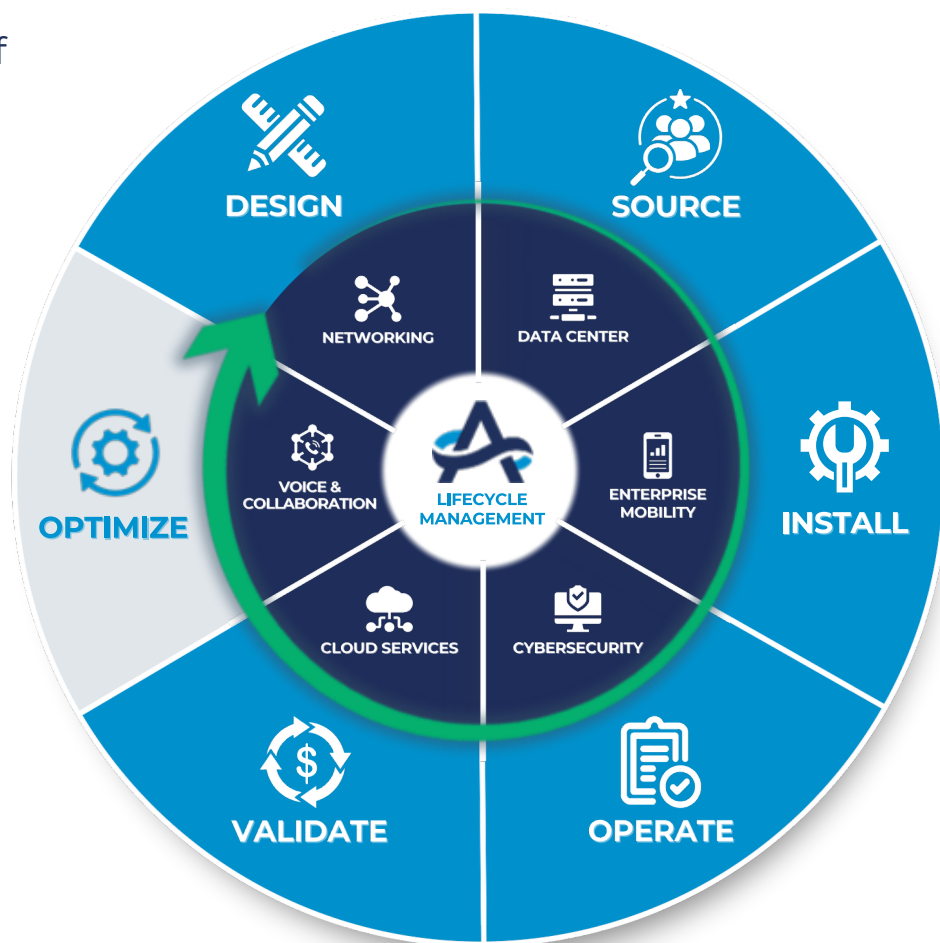 f
DESIGN
SOURCE
NETWORKING
DATA CENTER
OPTIMIZE
VOICE &
COLLABORATION
LIFECYCLE
MANAGEMENT
ENTERPRISE
MOBILITY
INSTALL
CLOUD SERVICES
CYBERSECURITY
$
VALIDATE
OPERATE